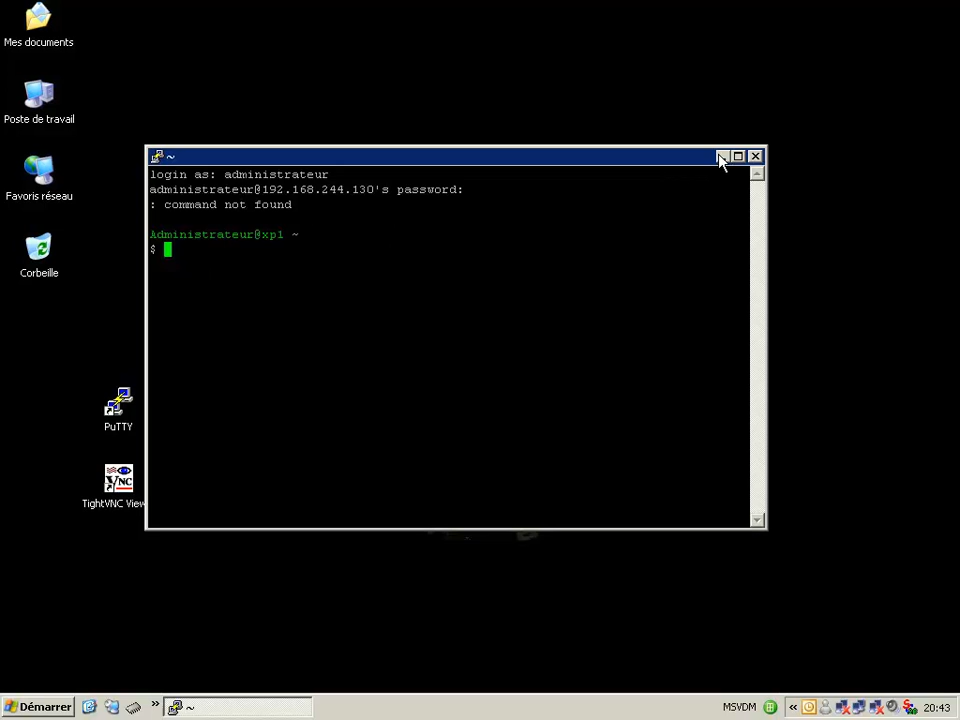 Mes documents
Poste de travail
Favoris réseau
Corbeille
PuTTY
VNC
TightVNC View
~
login as: administrateur
administrateur@192.168.244.130's password:
: command not found
Administrateur@xp1 ~
$
Démarrer
»
~
MSVDM
«
20:43